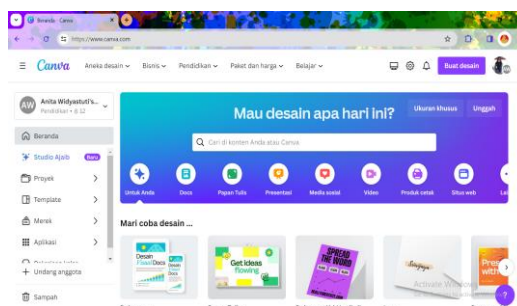 Beranda - Canva
https://www.canva.com
Canva Aneka desain Bisnis Pendidikan Paket dan harga Belajar Buat desain
AW Anita Widyastuti's...
Pendidikan
Beranda
Studio Ajaib Baru
Proyek
Template
Merek
Aplikasi
Undang anggota
Sampah
Mau desain apa hari ini?
Ukuran khusus Unggah
Cari di konten Anda atau Canva
Untuk Anda Docs Papan Tulis Presentasi Media sosial Video Produk cetak Situs web
Mari coba desain ...
Desain
Visual Docs
Get ideas
flowing
SPREAD
THE WORD
Activate Windows